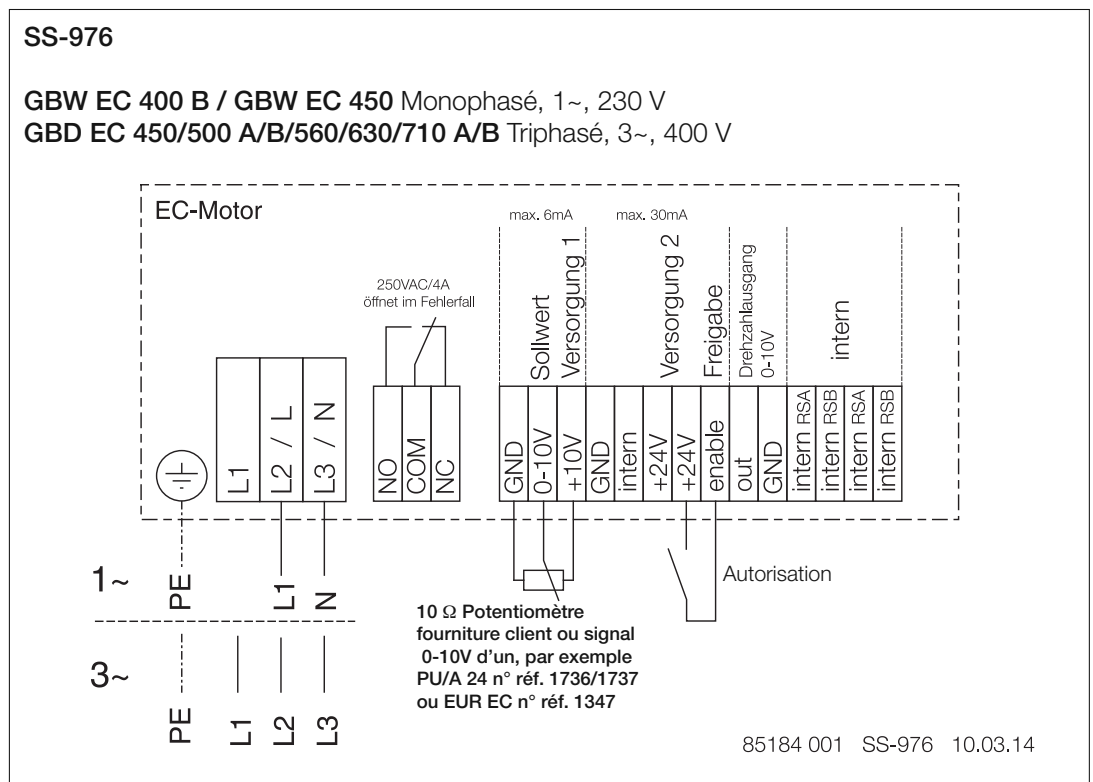 SS-976
GBW EC 400 B / GBW EC 450 Monophasé, 1~, 230 V
GBD EC 450/500 A/B/560/630/710 A/B Triphasé, 3~, 400 V
EC-Motor
max. 6mA
max. 30mA
250VAC/4A
öffnet im Fehlerfall
Sollwert
Versorgung 1
Versorgung 2
Freigabe
Drehzahlausgang
0-10V
intern
L1
L2 / L
L3 / N
NO
COM
NC
GND
0-10V
+10V
GND
intern
+24V
+24V
enable
out
GND
intern RSA
intern RSB
intern RSA
intern RSB
1~
PE
L1
N
Autorisation
10 Ω Potentiomètre
fourniture client ou signal
0-10V d'un, par exemple
PU/A 24 n° réf. 1736/1737
ou EUR EC n° réf. 1347
3~
PE
L1
L2
L3
85184 001 SS-976 10.03.14